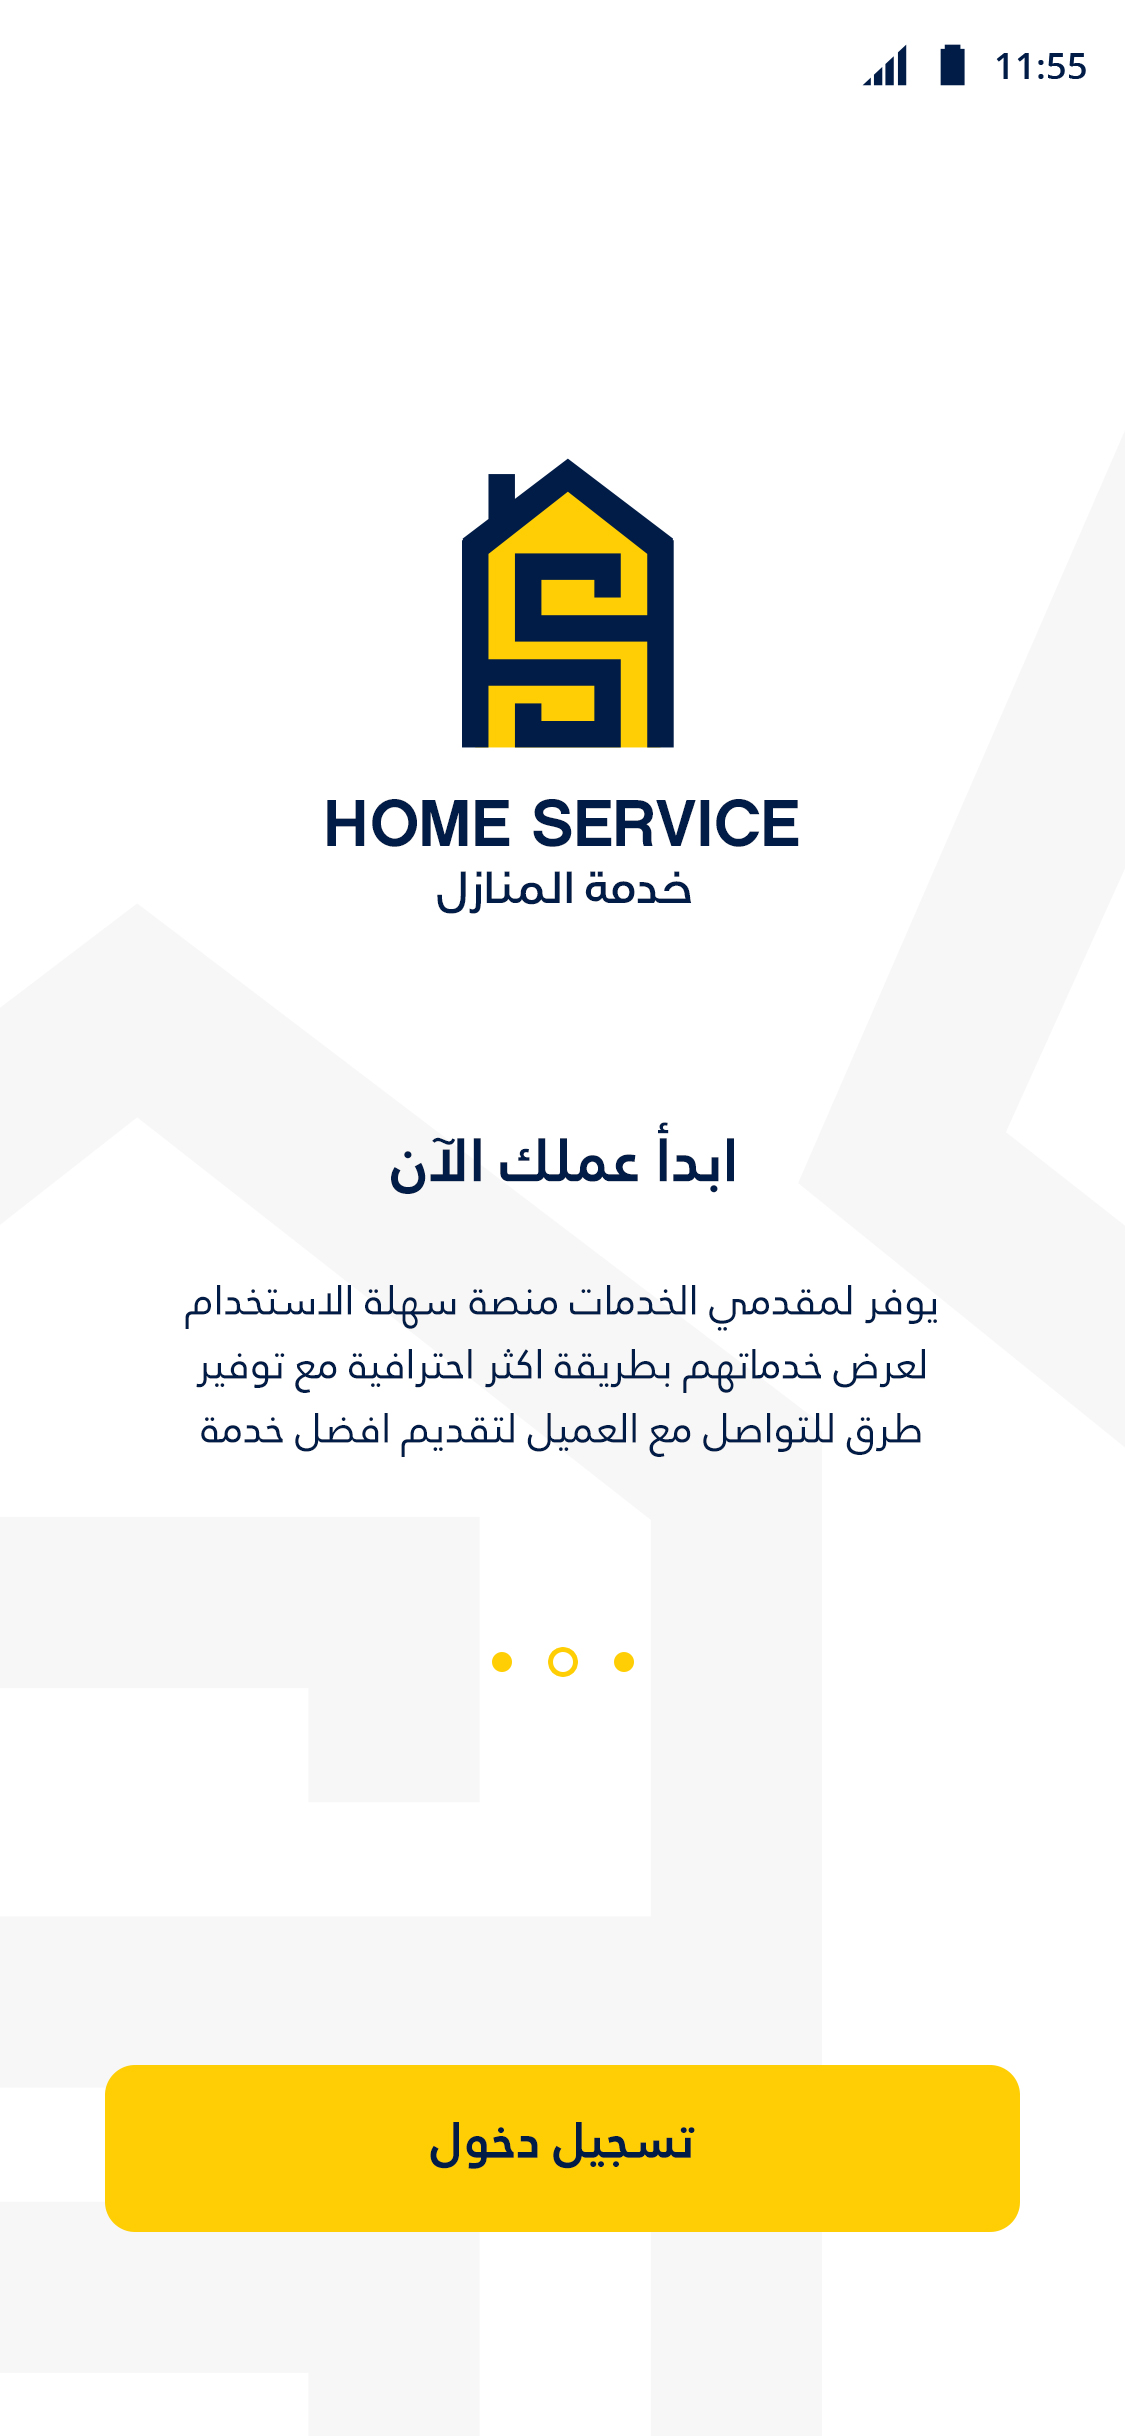 11:55
HOME SERVICE
خدمة المنازل
ابدأ عملك الآن
يوفر لمقدمي الخدمات منصة سهلة الاستخدام
لعرض خدماتهم بطريقة اكثر احترافية مع توفير
طرق للتواصل مع العميل لتقديم افضل خدمة
تسجيل دخول